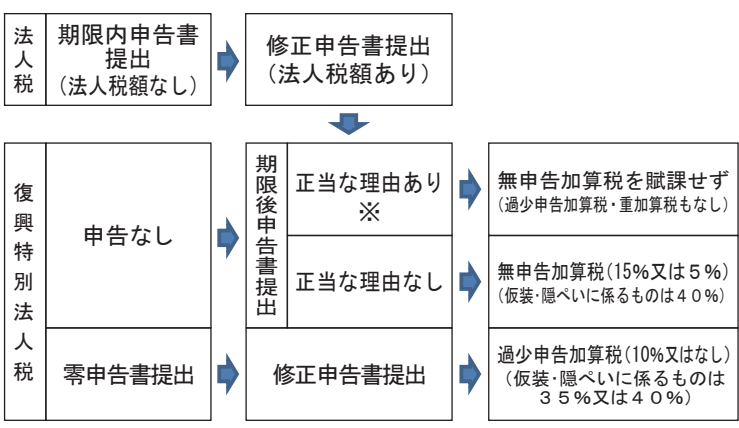 法人税
期限内申告書
提出
(法人税額なし)
修正申告書提出
(法人税額あり)
復興特別法人税
申告なし
期限後申告書提出
正当な理由あり
※
無申告加算税を賦課せず
(過少申告加算税・重加算税もなし)
正当な理由なし
無申告加算税(15%又は5%)
(仮装・隠ぺいに係るものは40%)
零申告書提出
修正申告書提出
過少申告加算税(10%又はなし)
(仮装・隠ぺいに係るものは
35%又は40%)